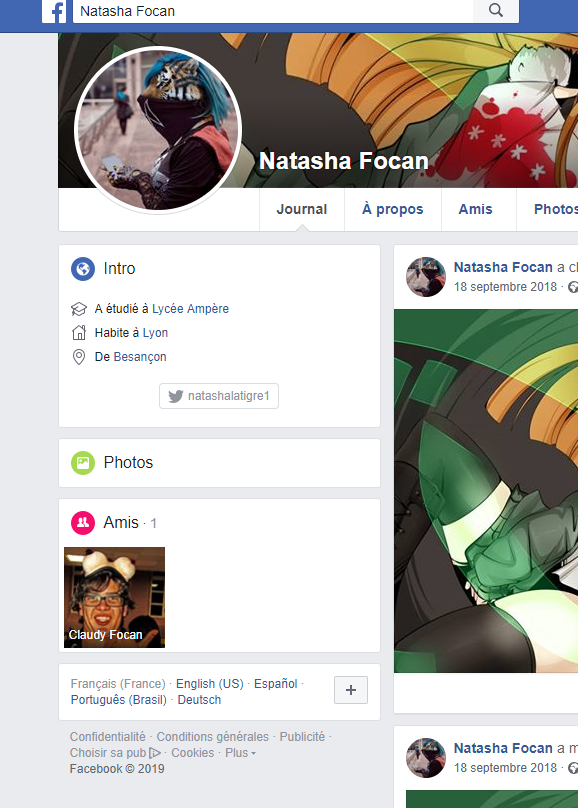 Natasha Focan
Natasha Focan
Journal
À propos
Amis
Photos
Intro
A étudié à Lycée Ampère
Habite à Lyon
De Besançon
natashalatigre1
Photos
Amis · 1
Claudy Focan
Français (France) · English (US) · Español ·
Português (Brasil) · Deutsch
Confidentialité · Conditions générales · Publicité ·
Choisir sa pub · Cookies · Plus
Facebook © 2019
Natasha Focan a
18 septembre 2018 ·
Natasha Focan a
18 septembre 2018 ·